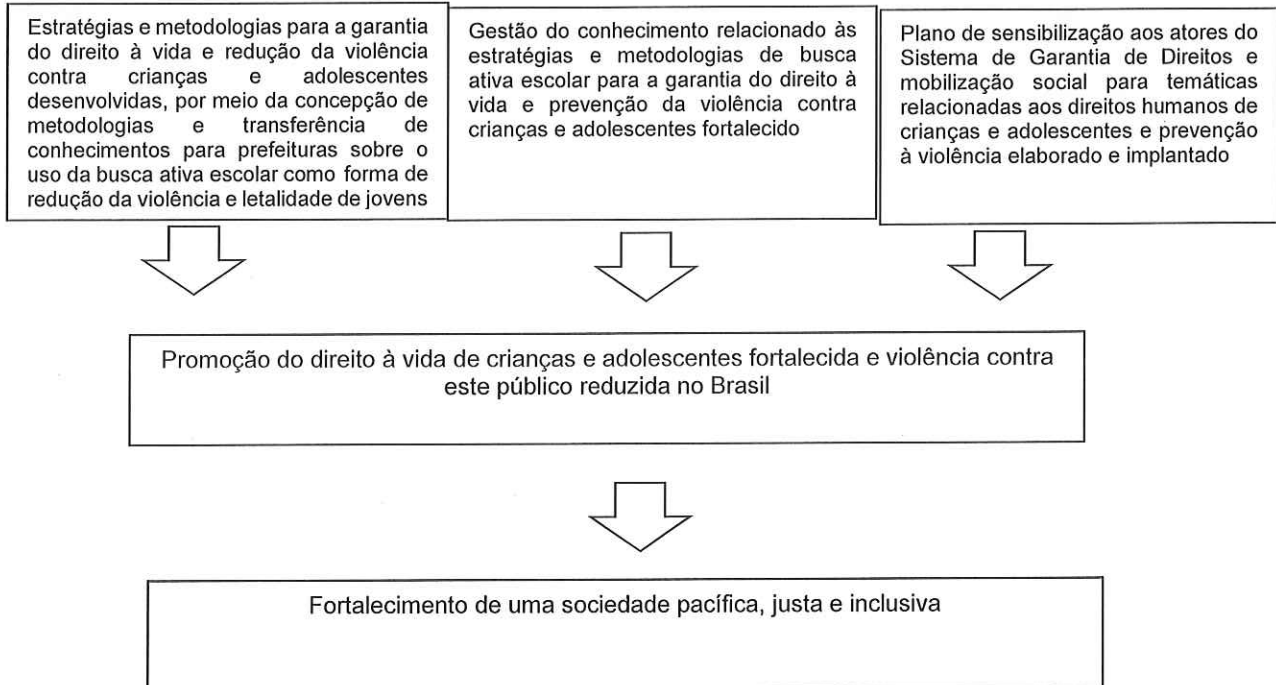 Estratégias e metodologias para a garantia
do direito à vida e redução da violência
contra crianças e adolescentes
desenvolvidas, por meio da concepção de
metodologias e transferência de
conhecimentos para prefeituras sobre o
uso da busca ativa escolar como forma de
redução da violência e letalidade de jovens
Gestão do conhecimento relacionado às
estratégias e metodologias de busca
ativa escolar para a garantia do direito à
vida e prevenção da violência contra
crianças e adolescentes fortalecido
Plano de sensibilização aos atores do
Sistema de Garantia de Direitos e
mobilização social para temáticas
relacionadas aos direitos humanos de
crianças e adolescentes e prevenção
à violência elaborado e implantado
Promoção do direito à vida de crianças e adolescentes fortalecida e violência contra
este público reduzida no Brasil
Fortalecimento de uma sociedade pacífica, justa e inclusiva